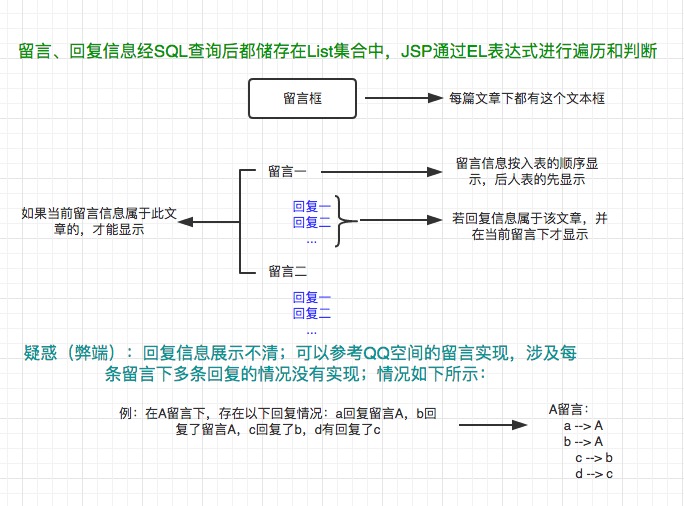 留言、回复信息经SQL查询后都储存在List集合中，JSP通过EL表达式进行遍历和判断
留言框
每篇文章下都有这个文本框
留言一
留言信息按入表的顺序显
示，后人表的先显示
如果当前留言信息属于此文
章的，才能显示
回复一
回复二
...
若回复信息属于该文章，并
在当前留言下才显示
留言二
回复一
回复二
...
疑惑（弊端）：回复信息展示不清；可以参考QQ空间的留言实现，涉及每
条留言下多条回复的情况没有实现；情况如下所示：
例：在A留言下，存在以下回复情况：a回复留言A，b回
复了留言A，c回复了b，d有回复了c
A留言：
a --> A
b --> A
c --> b
d --> c